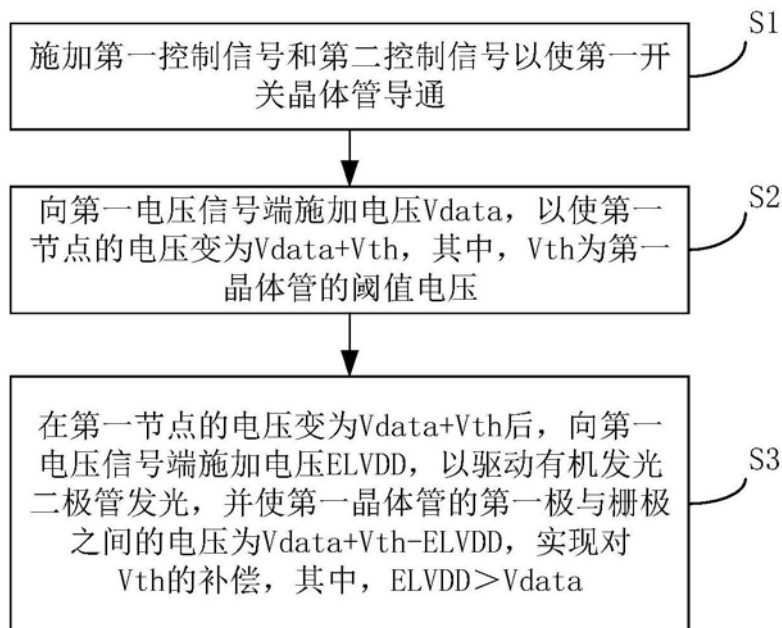 施加第一控制信号和第二控制信号以使第一开
关晶体管导通
S1
向第一电压信号端施加电压Vdata，以使第一
节点的电压变为Vdata+Vth，其中，Vth为第一
晶体管的阈值电压
S2
在第一节点的电压变为Vdata+Vth后，向第一
电压信号端施加电压ELVDD，以驱动有机发光
二极管发光，并使第一晶体管的第一极与栅极
之间的电压为Vdata+Vth-ELVDD，实现对
Vth的补偿，其中，ELVDD＞Vdata
S3